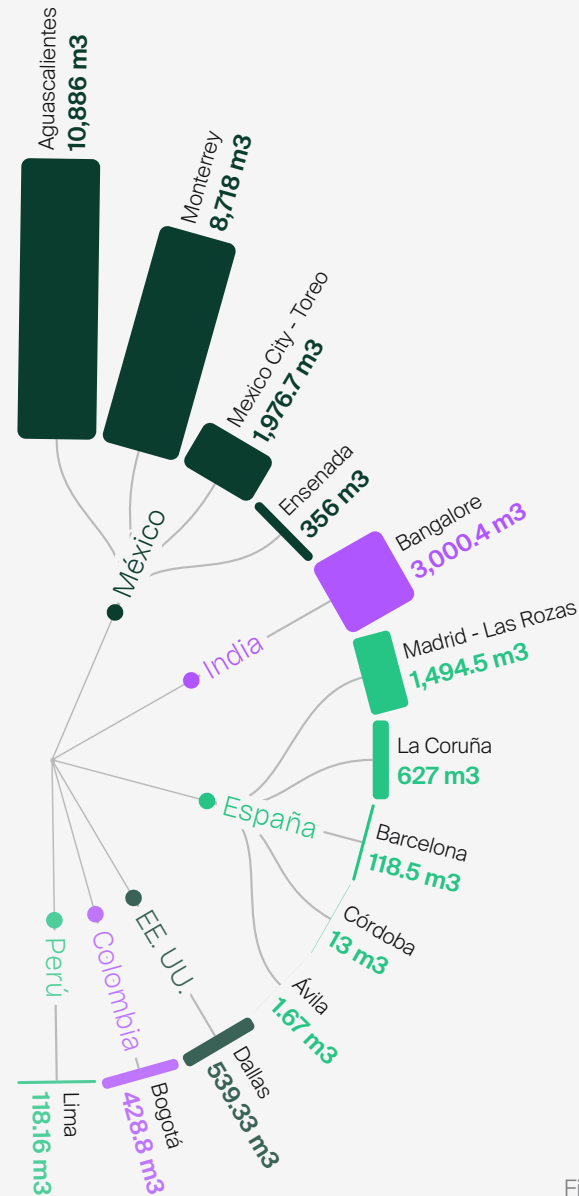 Aguascalientes
10,886 m3
Monterrey
8,718 m3
Mexico City - Toreo
1,976.7 m3
Ensenada
356 m3
México
Bangalore
3,000.4 m3
India
Madrid - Las Rozas
1,494.5 m3
La Coruña
627 m3
España
Barcelona
118.5 m3
Córdoba
13 m3
Ávila
1.67 m3
EE. UU.
Dallas
539.33 m3
Colombia
Bogotá
428.8 m3
Perú
Lima
118.16 m3